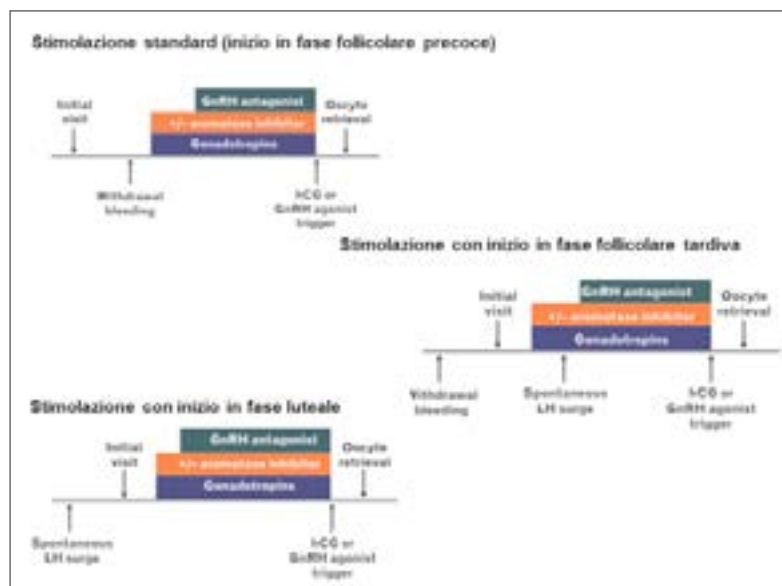 Stimolazione standard (inizio in fase follicolare precoce)
Initial
visit
GnRH antagonist
+/- aromatase inhibitor
Gonadotropins
Oocyte
retrieval
Withdrawal
bleeding
hCG or
GnRH agonist
trigger
Stimolazione con inizio in fase follicolare tardiva
Initial
visit
GnRH antagonist
+/- aromatase inhibitor
Gonadotropins
Oocyte
retrieval
Withdrawal
bleeding
Spontaneous
LH surge
hCG or
GnRH agonist
trigger
Stimolazione con inizio in fase luteale
Initial
visit
GnRH antagonist
+/- aromatase inhibitor
Gonadotropins
Oocyte
retrieval
Spontaneous
LH surge
hCG or
GnRH agonist
trigger